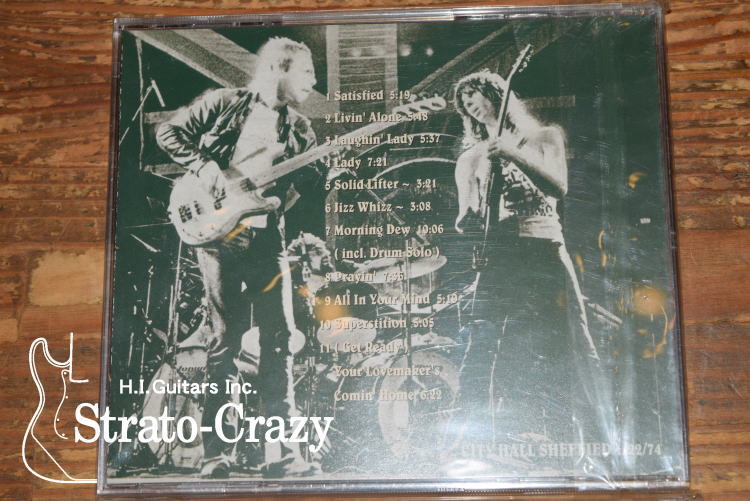 1 Satisfied 5:19
2 Livin' Alone 5:48
3 Laughin' Lady 5:37
4 Lady 7:21
5 Solid Lifter ~ 3:21
6 Jizz Whizz ~ 3:08
7 Morning Dew 10:06
( incl. Drum Solo )
8 Prayin'
9 All In Your Mind 5:19
10 Superstition 5:05
11 ( Get Ready )
Your Lovemaker's
Comin' Home 6:22
CITY HALL SHEFFIELD
H.I.Guitars Inc.
Strato-Crazy